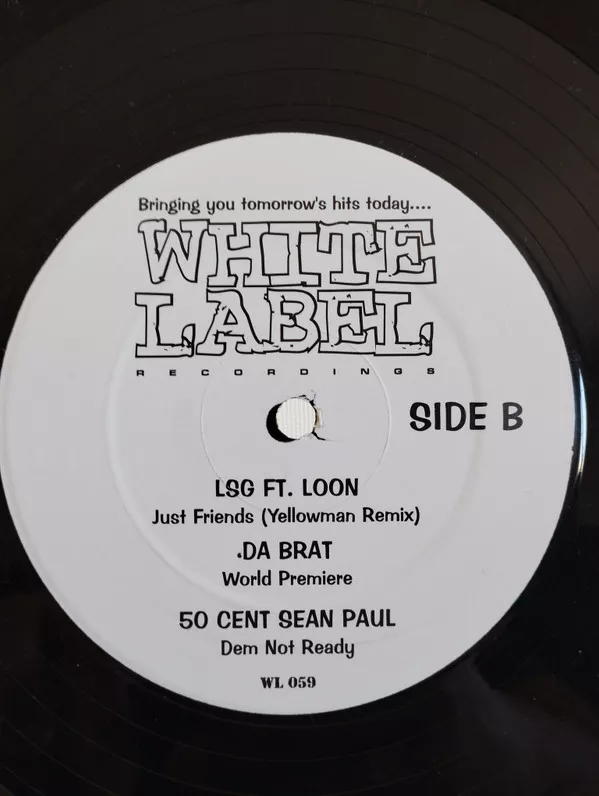 Bringing you tomorrow's hits today....
WHITE
LABEL
RECORDINGS
SIDE B
LSG FT. LOON
Just Friends (Yellowman Remix)
.DA BRAT
World Premiere
50 CENT SEAN PAUL
Dem Not Ready
WL 059